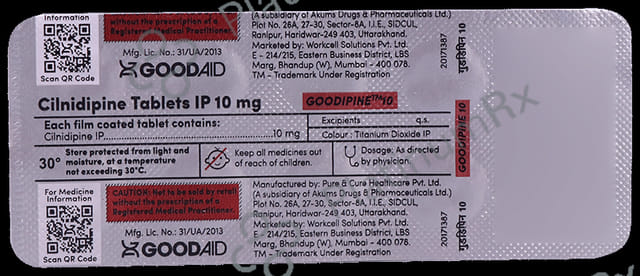 Scan QR Code
without the prescription of a
Registered Medical Practitioner.
Mfg. Lic. No.: 31/UA/2013
GOODAID
(A subsidiary of Akums Drugs & Pharmaceuticals Ltd.)
Plot No. 26A, 27-30, Sector-8A, I.I.E., SIDCUL,
Ranipur, Haridwar-249 403, Uttarakhand.
Marketed by: Workcell Solutions Pvt. Ltd.
E - 214/215, Eastern Business District, LBS
Marg, Bhandup (W), Mumbai - 400 078.
TM - Trademark Under Registration
20171387
गुडडिपिन 10
Cilnidipine Tablets IP 10 mg
GOODIPINE™10
Each film coated tablet contains:
Cilnidipine IP 10 mg
Excipients q.s.
Colour : Titanium Dioxide IP
GOODIPINE 10
30°
Store protected from light and
moisture, at a temperature
not exceeding 30°C.
Keep all medicines out
of reach of children.
Dosage: As directed
by physician.
For Medicine
Information
Scan QR Code
CAUTION: Not to be sold by retail
without the prescription of a
Registered Medical Practitioner.
Mfg. Lic. No.: 31/UA/2013
GOODAID
Manufactured by: Pure & Cure Healthcare Pvt. Ltd.
(A subsidiary of Akums Drugs & Pharmaceuticals Ltd.)
Plot No. 26A, 27-30, Sector-8A, I.I.E., SIDCUL,
Ranipur, Haridwar-249 403, Uttarakhand.
Marketed by: Workcell Solutions Pvt. Ltd.
E - 214/215, Eastern Business District, LBS
Marg, Bhandup (W), Mumbai - 400 078.
TM - Trademark Under Registration
20171387
गुडडिपिन 10